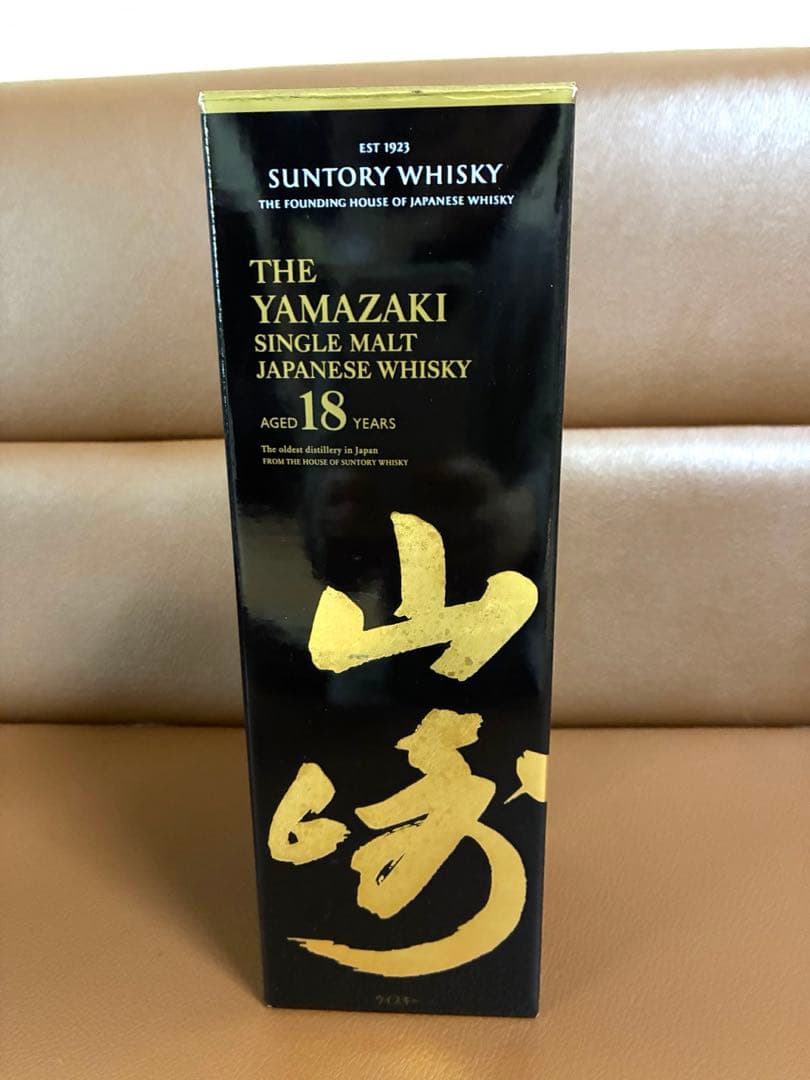 EST 1923
SUNTORY WHISKY
THE FOUNDING HOUSE OF JAPANESE WHISKY
THE
YAMAZAKI
SINGLE MALT
JAPANESE WHISKY
AGED 18 YEARS
The oldest distillery in Japan
FROM THE HOUSE OF SUNTORY WHISKY
山
崎
ウイスキー